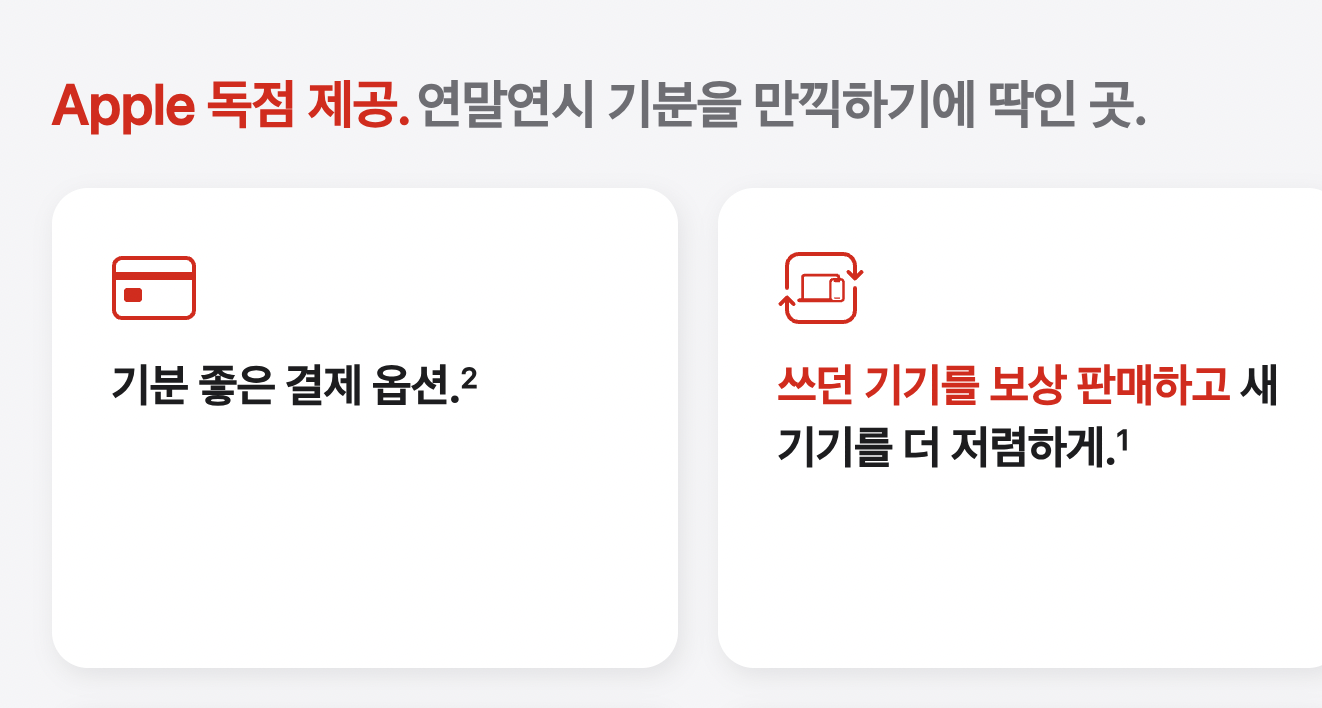 Apple 독점 제공. 연말연시 기분을 만끽하기에 딱인 곳.
기분 좋은 결제 옵션.²
쓰던 기기를 보상 판매하고 새
기기를 더 저렴하게.¹